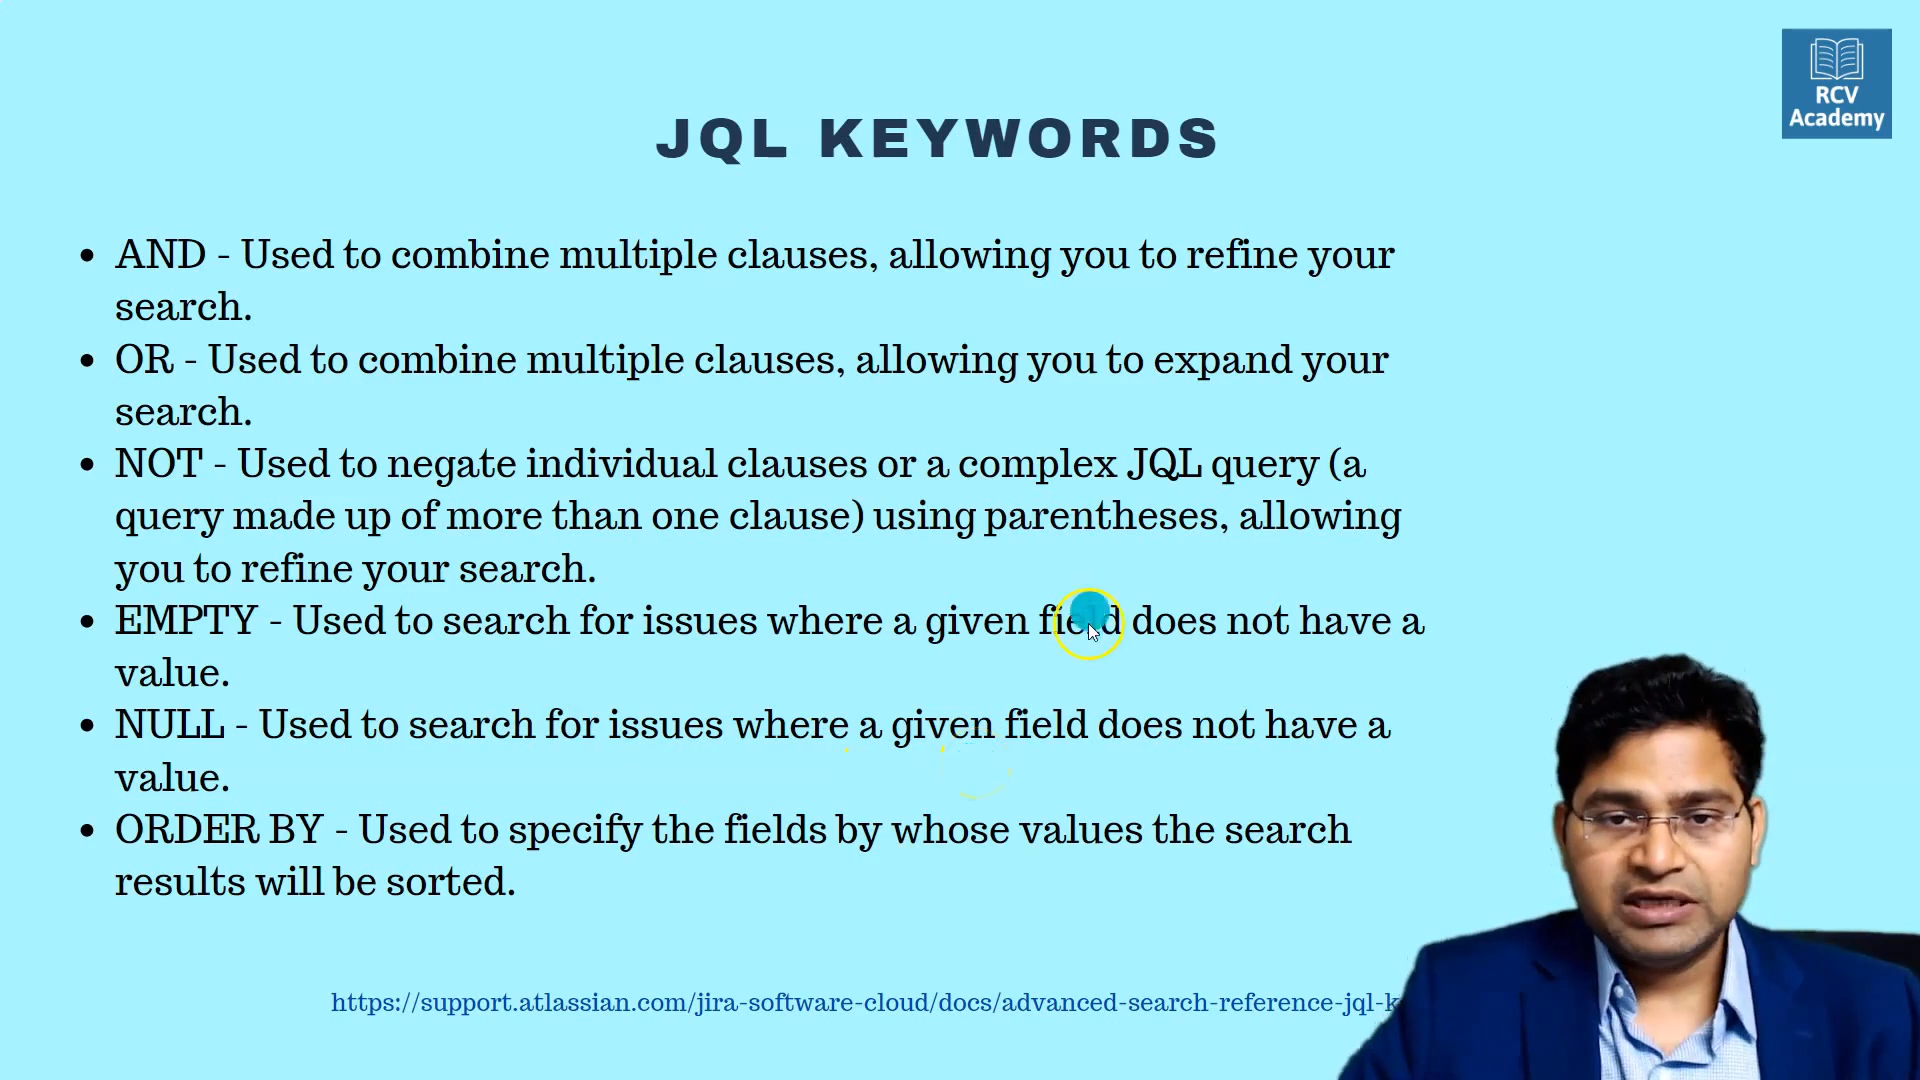 RCV
Academy
JQL KEYWORDS
• AND - Used to combine multiple clauses, allowing you to refine your
search.
• OR - Used to combine multiple clauses, allowing you to expand your
search.
• NOT - Used to negate individual clauses or a complex JQL query (a
query made up of more than one clause) using parentheses, allowing
you to refine your search.
• EMPTY - Used to search for issues where a given field does not have a
value.
• NULL - Used to search for issues where a given field does not have a
value.
• ORDER BY - Used to specify the fields by whose values the search
results will be sorted.
https://support.atlassian.com/jira-software-cloud/docs/advanced-search-reference-jql-k